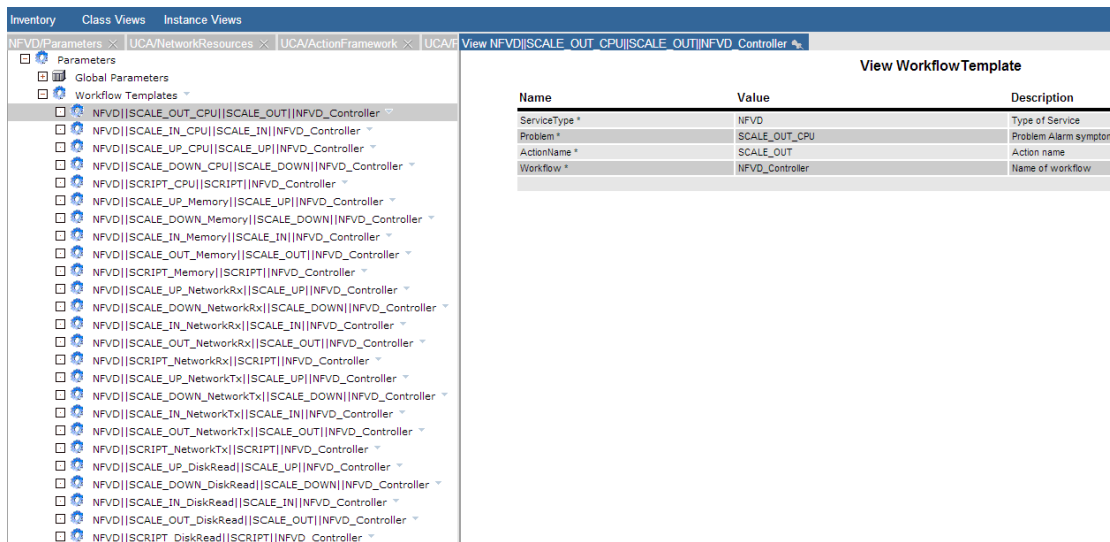 Inventory Class Views Instance Views
NFVD/Parameters UCA/NetworkResources UCA/ActionFramework UCA/F View NFVD||SCALE_OUT_CPU||SCALE_OUT||NFVD_Controller
Parameters
Global Parameters
Workflow Templates
NFVD||SCALE_OUT_CPU||SCALE_OUT||NFVD_Controller
NFVD||SCALE_IN_CPU||SCALE_IN||NFVD_Controller
NFVD||SCALE_UP_CPU||SCALE_UP||NFVD_Controller
NFVD||SCALE_DOWN_CPU||SCALE_DOWN||NFVD_Controller
NFVD||SCRIPT_CPU||SCRIPT||NFVD_Controller
NFVD||SCALE_UP_Memory||SCALE_UP||NFVD_Controller
NFVD||SCALE_DOWN_Memory||SCALE_DOWN||NFVD_Controller
NFVD||SCALE_IN_Memory||SCALE_IN||NFVD_Controller
NFVD||SCALE_OUT_Memory||SCALE_OUT||NFVD_Controller
NFVD||SCRIPT_Memory||SCRIPT||NFVD_Controller
NFVD||SCALE_UP_NetworkRx||SCALE_UP||NFVD_Controller
NFVD||SCALE_DOWN_NetworkRx||SCALE_DOWN||NFVD_Controller
NFVD||SCALE_IN_NetworkRx||SCALE_IN||NFVD_Controller
NFVD||SCALE_OUT_NetworkRx||SCALE_OUT||NFVD_Controller
NFVD||SCRIPT_NetworkRx||SCRIPT||NFVD_Controller
NFVD||SCALE_UP_NetworkTx||SCALE_UP||NFVD_Controller
NFVD||SCALE_DOWN_NetworkTx||SCALE_DOWN||NFVD_Controller
NFVD||SCALE_IN_NetworkTx||SCALE_IN||NFVD_Controller
NFVD||SCALE_OUT_NetworkTx||SCALE_OUT||NFVD_Controller
NFVD||SCRIPT_NetworkTx||SCRIPT||NFVD_Controller
NFVD||SCALE_UP_DiskRead||SCALE_UP||NFVD_Controller
NFVD||SCALE_DOWN_DiskRead||SCALE_DOWN||NFVD_Controller
NFVD||SCALE_IN_DiskRead||SCALE_IN||NFVD_Controller
NFVD||SCALE_OUT_DiskRead||SCALE_OUT||NFVD_Controller
NFVD||SCRIPT_DiskRead||SCRIPT||NFVD_Controller
View WorkflowTemplate
Name Value Description
ServiceType * NFVD Type of Service
Problem * SCALE_OUT_CPU Problem Alarm symptom
ActionName * SCALE_OUT Action name
Workflow * NFVD_Controller Name of workflow